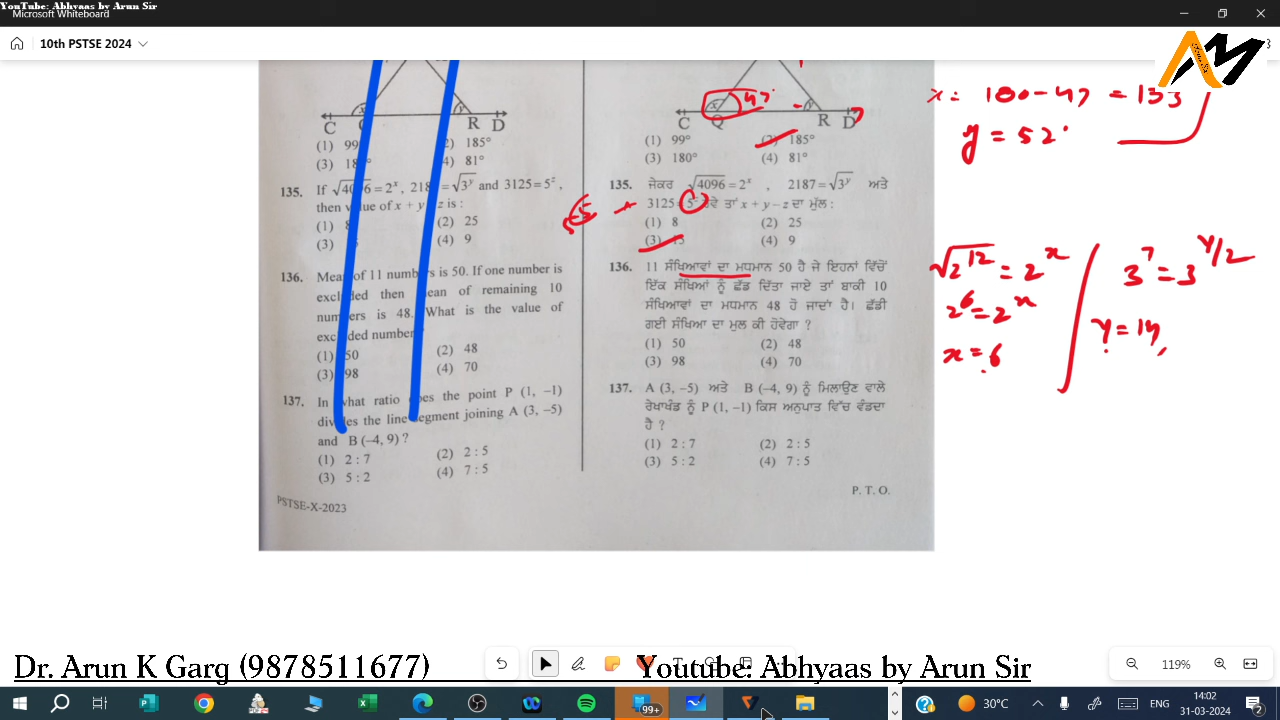 YouTube: Abhyaas by Arun Sir
Microsoft Whiteboard
10th PSTSE 2024
C R D
(1) 99
185°
(3) 18
4) 81°
135. If √4096 = 2ˣ, 218 = √3ʸ and 3125 = 5ᶻ,
then value of x + y z is :
(1) 8
(2) 25
(3)
(4) 9
136. Mean of 11 numbers is 50. If one number is
excluded then mean of remaining 10
numbers is 48. What is the value of
excluded number
(1) 50
(2) 48
(3) 98
(4) 70
137. In what ratio does the point P (1, –1)
divides the line segment joining A (3, –5)
and B (–4, 9) ?
(1) 2 : 7
(2) 2 : 5
(3) 5 : 2
(4) 7 : 5
PSTSE-X-2023
47°
C Q R D
(1) 99°
(2) 185°
(3) 180°
(4) 81°
135. ਜੇਕਰ √4096 = 2ˣ , 2187 = √3ʸ ਅਤੇ
3125 = 5ᶻ ਹੋਵੇ ਤਾਂ x + y – z ਦਾ ਮੁੱਲ :
(1) 8
(2) 25
(3) 15
(4) 9
136. 11 ਸੰਖਿਆਵਾਂ ਦਾ ਮਧਮਾਨ 50 ਹੈ ਜੇ ਇਹਨਾਂ ਵਿੱਚੋਂ
ਇੱਕ ਸੰਖਿਆਂ ਨੂੰ ਛੱਡ ਦਿੱਤਾ ਜਾਏ ਤਾਂ ਬਾਕੀ 10
ਸੰਖਿਆਵਾਂ ਦਾ ਮਧਮਾਨ 48 ਹੋ ਜਾਂਦਾ ਹੈ। ਛੱਡੀ
ਗਈ ਸੰਖਿਆ ਦਾ ਮੁਲ ਕੀ ਹੋਵੇਗਾ ?
(1) 50
(2) 48
(3) 98
(4) 70
137. A (3, –5) ਅਤੇ B (–4, 9) ਨੂੰ ਮਿਲਾਉਣ ਵਾਲੇ
ਰੇਖਾਖੰਡ ਨੂੰ P (1, –1) ਕਿਸ ਅਨੁਪਾਤ ਵਿੱਚ ਵੰਡਦਾ
ਹੈ ?
(1) 2 : 7
(2) 2 : 5
(3) 5 : 2
(4) 7 : 5
P. T. O.
x = 180 – 47 = 133
y = 52°
√2¹² = 2ˣ
2⁶ = 2ˣ
x = 6
3⁷ = 3^(y/2)
y = 14
Dr. Arun K Garg (9878511677)
Youtube: Abhyaas by Arun Sir
119%
99+
30°C
ENG
14:02
31-03-2024
2